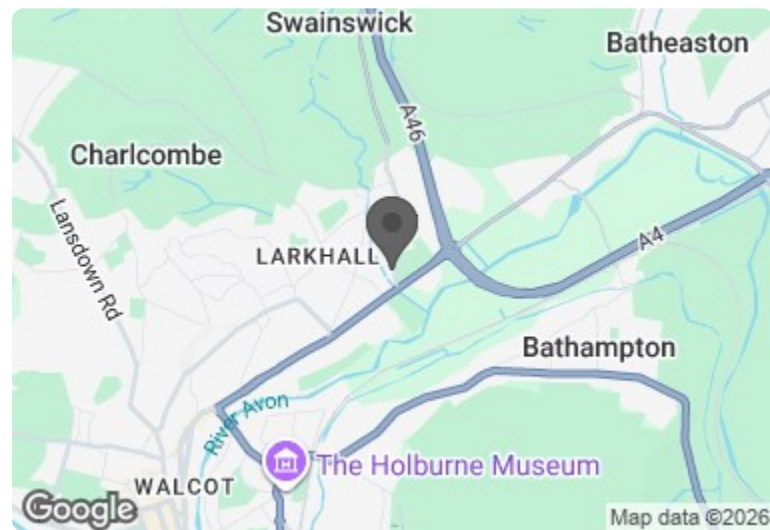 Swainswick
Batheaston
A46
Charlcombe
Lansdown Rd
LARKHALL
A4
Bathampton
River Avon
The Holburne Museum
WALCOT
Google
Map data ©2026